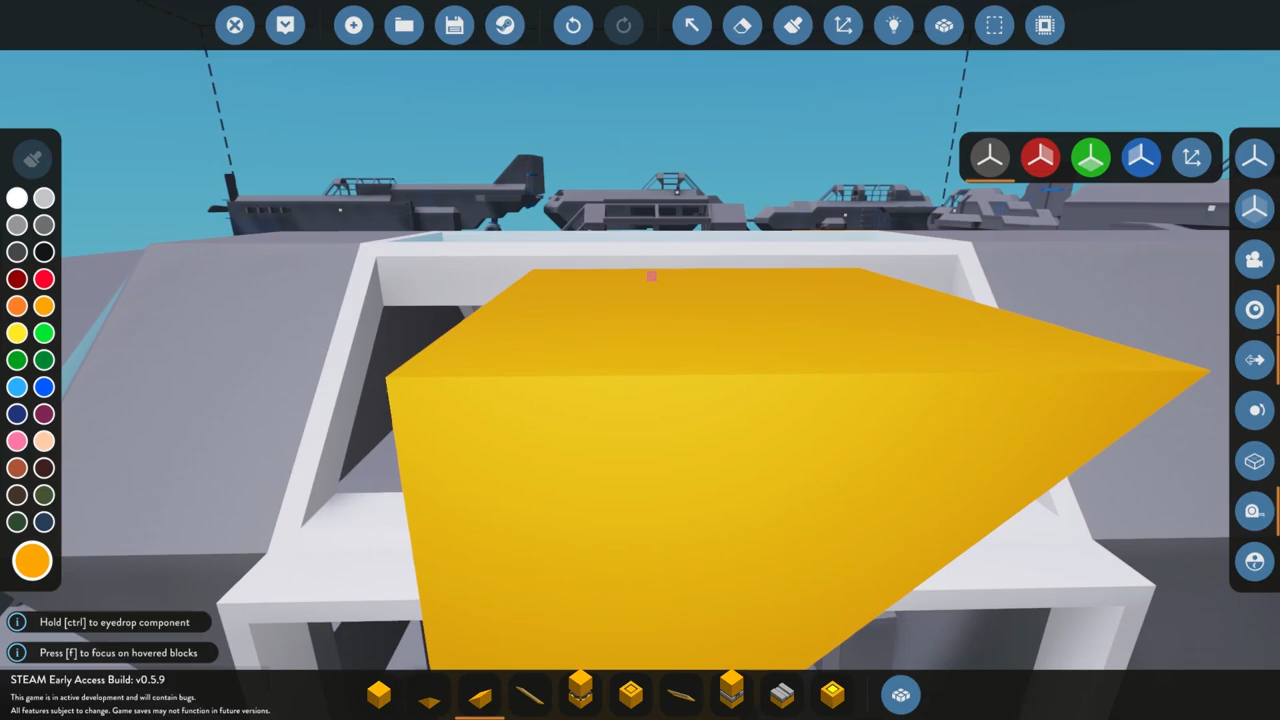 Hold [ctrl] to eyedrop component
Press [f] to focus on hovered blocks
STEAM Early Access Build: v0.5.9
This game is in active development and will contain bugs.
All features subject to change. Game saves may not function in future versions.